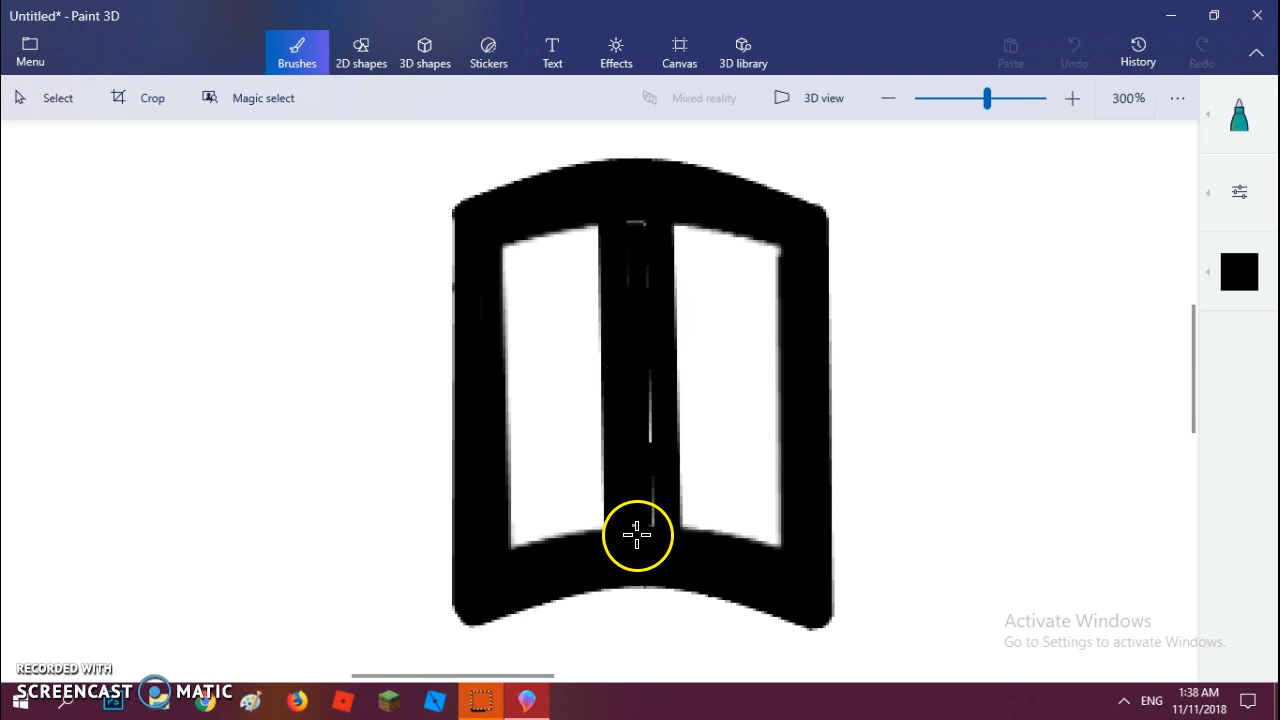 Untitled* - Paint 3D
Menu
Brushes
2D shapes
3D shapes
Stickers
Text
Effects
Canvas
3D library
Paste
Undo
History
Redo
Select
Crop
Magic select
Mixed reality
3D view
300%
Activate Windows
Go to Settings to activate Windows.
RECORDED WITH
SCREENCAST MATIC
Ps
ENG
1:38 AM
11/11/2018